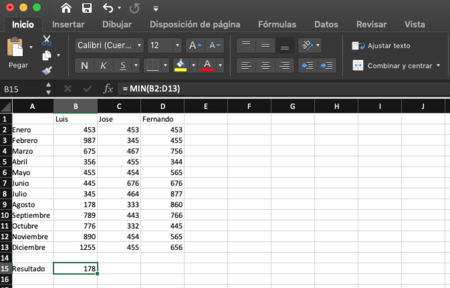 Inicio Insertar Dibujar Disposición de página Fórmulas Datos Revisar Vista
Pegar Calibri (Cuer... 12 A A Ajustar texto
N K S A Combinar y centrar
B15 fx = MIN(B2:D13)
A B C D E F G H I J
1 Luis Jose Fernando
2 Enero 453 453 453
3 Febrero 987 345 455
4 Marzo 675 467 756
5 Abril 356 455 344
6 Mayo 455 454 565
7 Junio 445 676 676
8 Julio 345 464 877
9 Agosto 178 333 860
10 Septiembre 789 443 766
11 Octubre 776 332 445
12 Noviembre 890 454 565
13 Diciembre 1255 455 656
14
15 Resultado 178
16
17